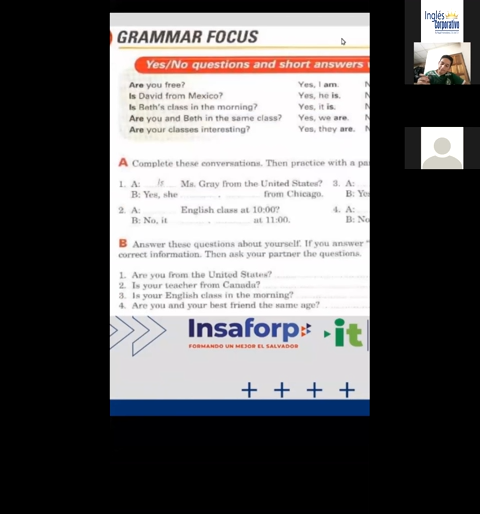 GRAMMAR FOCUS
Yes/No questions and short answers
Are you free? Yes, I am. N
Is David from Mexico? Yes, he is. N
Is Beth's class in the morning? Yes, it is. N
Are you and Beth in the same class? Yes, we are. N
Are your classes interesting? Yes, they are. N
A Complete these conversations. Then practice with a pa
1. A: Is Ms. Gray from the United States? 3. A:
B: Yes, she . from Chicago. B: Ye
2. A: English class at 10:00? 4. A:
B: No, it . at 11:00. B: No
B Answer these questions about yourself. If you answer "
correct information. Then ask your partner the questions.
1. Are you from the United States?
2. Is your teacher from Canada?
3. Is your English class in the morning?
4. Are you and your best friend the same age?
Insaforp it
FORMANDO UN MEJOR EL SALVADOR
Inglés
corporativo